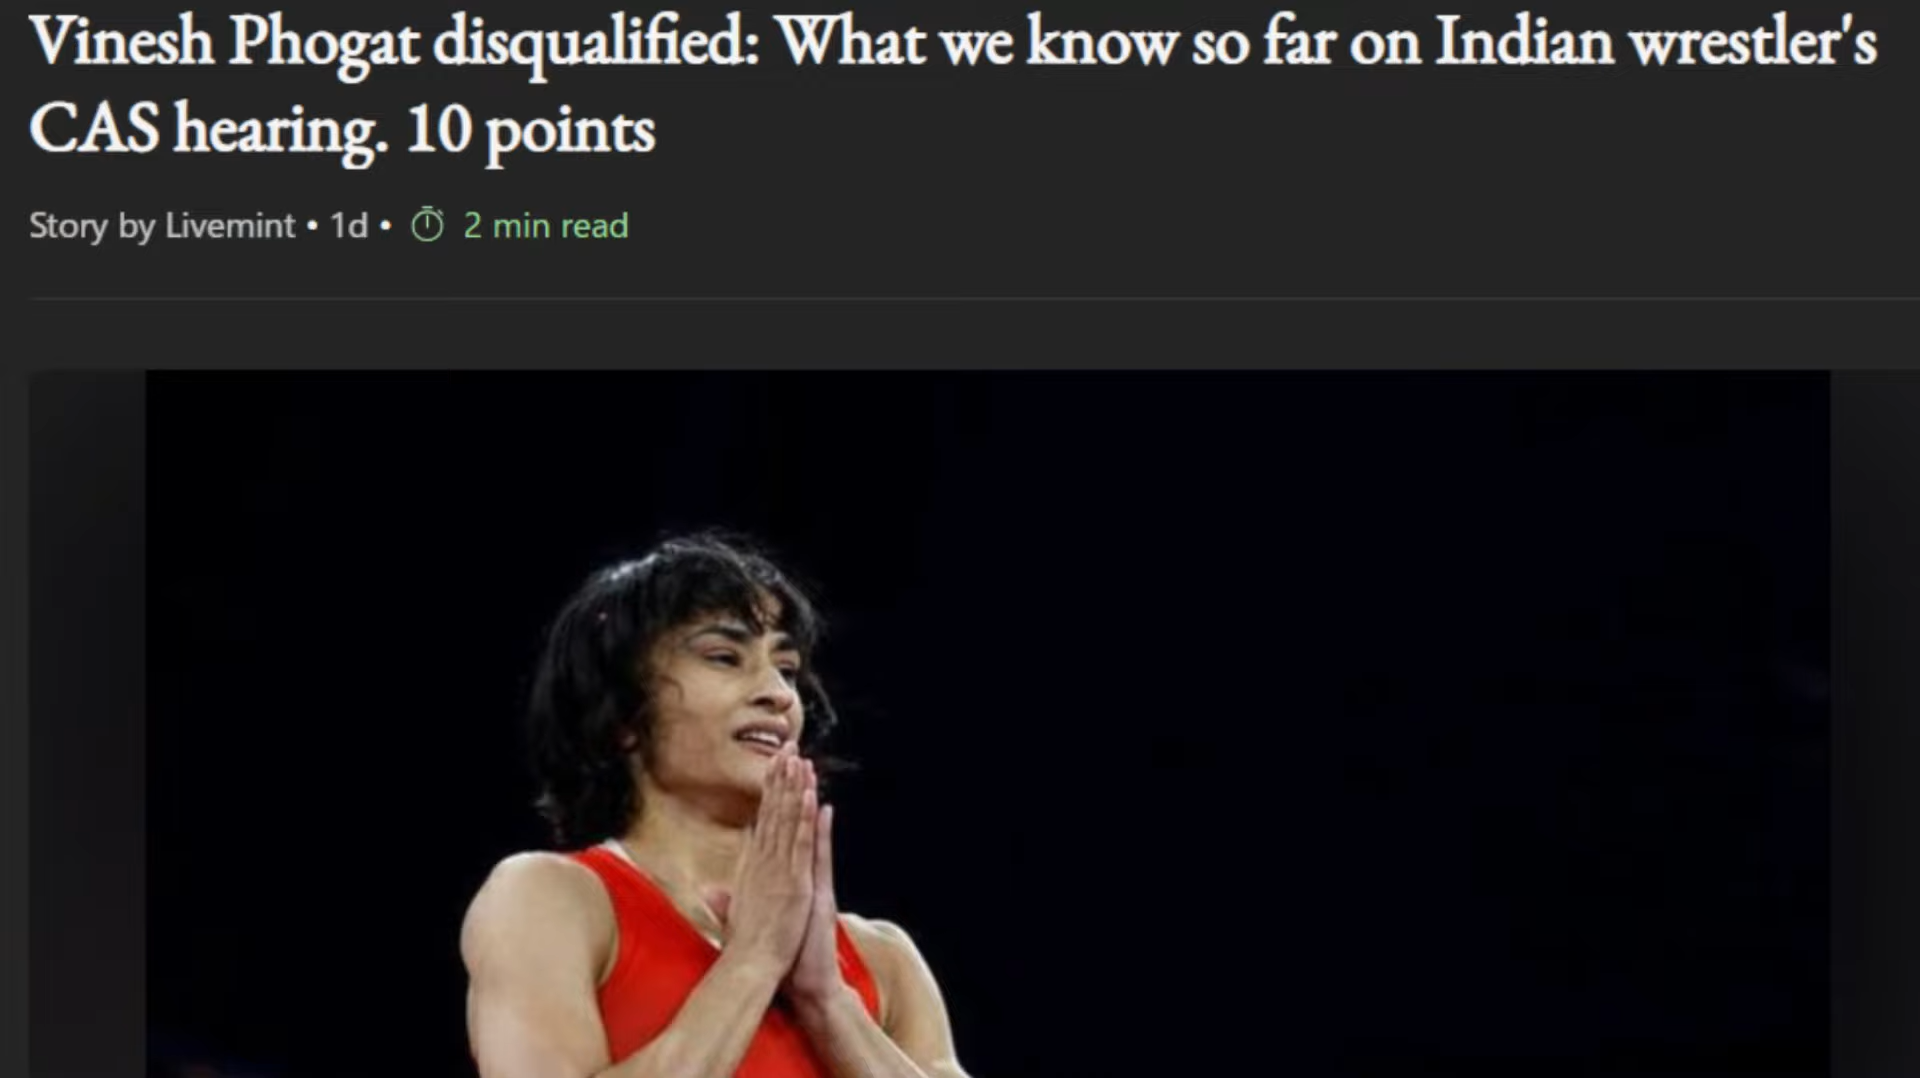 Vinesh Phogat disqualified: What we know so far on Indian wrestler's
CAS hearing. 10 points
Story by Livemint • 1d • 2 min read